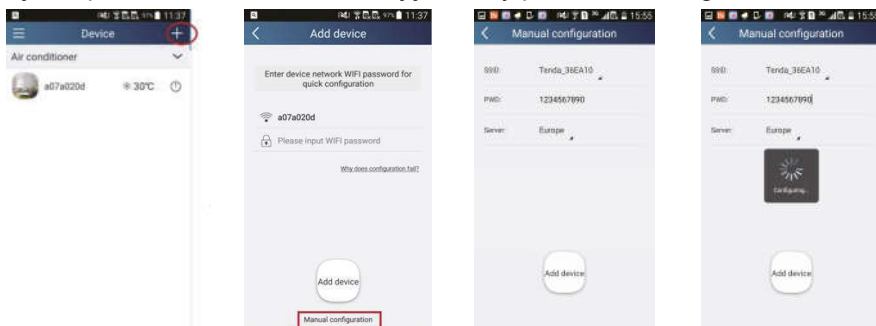 11:37
Device
+
Air conditioner
a07a020d
30°C
97% 11:37
Add device
Enter device network WIFI password for
quick configuration
a07a020d
Please input WIFI password
Why does configuration fail?
Add device
Manual configuration
15:55
Manual configuration
SSID: Tenda_36EA10
PWD: 1234567890
Server: Europe
Add device
15:55
Manual configuration
SSID: Tenda_36EA10
PWD: 1234567890
Server: Europe
Configuring...
Add device